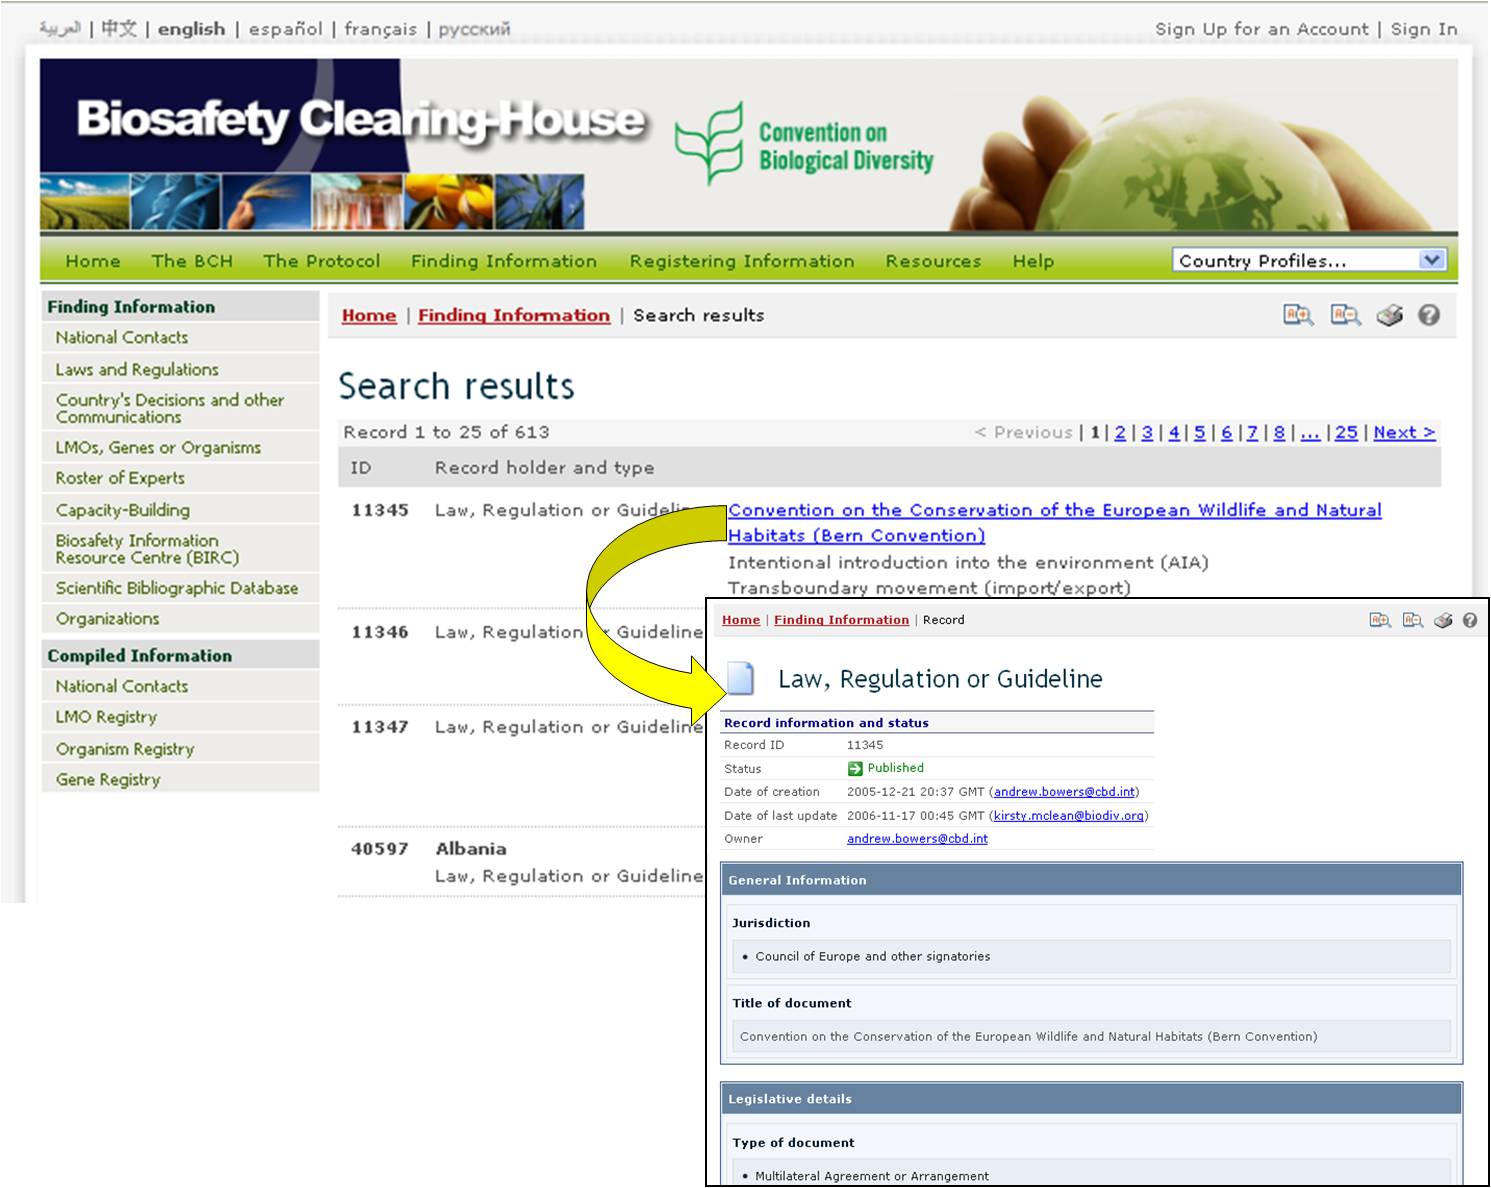 العربية | 中文 | english | español | français | русский
Sign Up for an Account | Sign In
Biosafety Clearing-House
Convention on
Biological Diversity
Home The BCH The Protocol Finding Information Registering Information Resources Help
Country Profiles...
Finding Information
National Contacts
Laws and Regulations
Country's Decisions and other
Communications
LMOs, Genes or Organisms
Roster of Experts
Capacity-Building
Biosafety Information
Resource Centre (BIRC)
Scientific Bibliographic Database
Organizations
Compiled Information
National Contacts
LMO Registry
Organism Registry
Gene Registry
Home | Finding Information | Search results
Search results
Record 1 to 25 of 613
< Previous | 1 | 2 | 3 | 4 | 5 | 6 | 7 | 8 | ... | 25 | Next >
ID Record holder and type
11345 Law, Regulation or Guideline
Convention on the Conservation of the European Wildlife and Natural
Habitats (Bern Convention)
Intentional introduction into the environment (AIA)
Transboundary movement (import/export)
11346 Law, Regulation or Guideline
11347 Law, Regulation or Guideline
40597 Albania
Law, Regulation or Guideline
Home | Finding Information | Record
Law, Regulation or Guideline
Record information and status
Record ID 11345
Status Published
Date of creation 2005-12-21 20:37 GMT (andrew.bowers@cbd.int)
Date of last update 2006-11-17 00:45 GMT (kirsty.mclean@biodiv.org)
Owner andrew.bowers@cbd.int
General Information
Jurisdiction
• Council of Europe and other signatories
Title of document
Convention on the Conservation of the European Wildlife and Natural Habitats (Bern Convention)
Legislative details
Type of document
• Multilateral Agreement or Arrangement